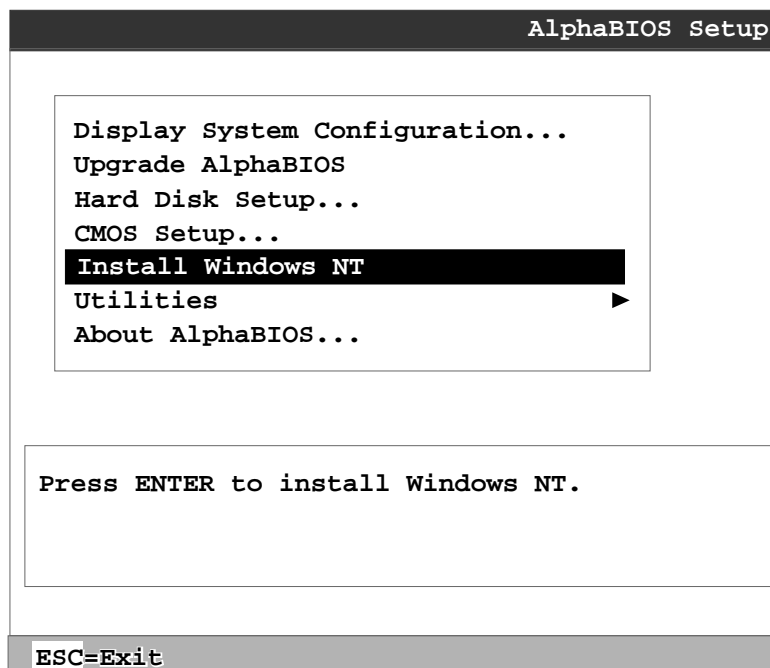 AlphaBIOS Setup
Display System Configuration...
Upgrade AlphaBIOS
Hard Disk Setup...
CMOS Setup...
Install Windows NT
Utilities
About AlphaBIOS...
Press ENTER to install Windows NT.
ESC=Exit